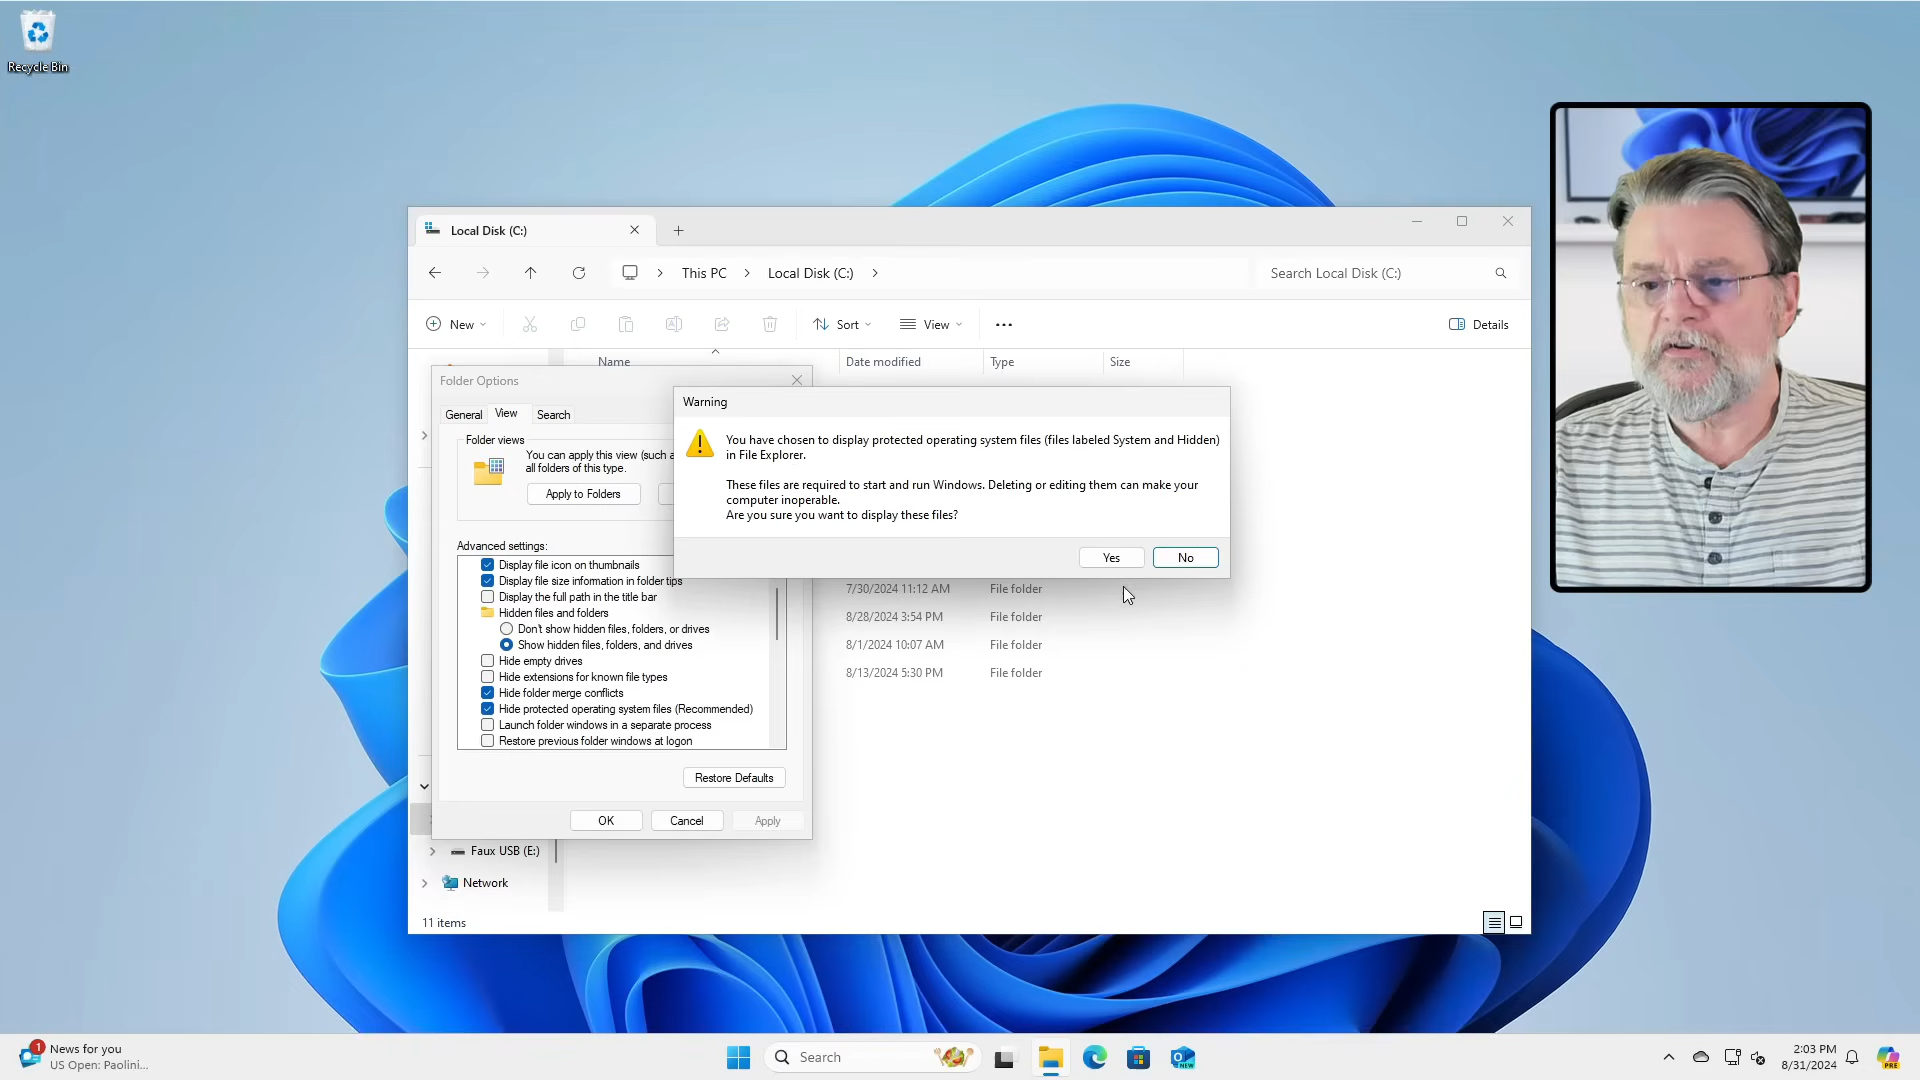 Recycle Bin
Local Disk (C:)
This PC
Local Disk (C:)
Search Local Disk (C:)
New
Sort
View
Details
Name
Date modified
Type
Size
Folder Options
General
View
Search
Folder views
You can apply this view (such a
all folders of this type.
Apply to Folders
Advanced settings:
Display file icon on thumbnails
Display file size information in folder tips
Display the full path in the title bar
Hidden files and folders
Don't show hidden files, folders, or drives
Show hidden files, folders, and drives
Hide empty drives
Hide extensions for known file types
Hide folder merge conflicts
Hide protected operating system files (Recommended)
Launch folder windows in a separate process
Restore previous folder windows at logon
Restore Defaults
OK
Cancel
Apply
Warning
You have chosen to display protected operating system files (files labeled System and Hidden)
in File Explorer.
These files are required to start and run Windows. Deleting or editing them can make your
computer inoperable.
Are you sure you want to display these files?
Yes
No
7/30/2024 11:12 AM File folder
8/28/2024 3:54 PM File folder
8/1/2024 10:07 AM File folder
8/13/2024 5:30 PM File folder
Faux USB (E:)
Network
11 items
1
News for you
US Open: Paolini...
Search
NEW
2:03 PM
8/31/2024
PRE